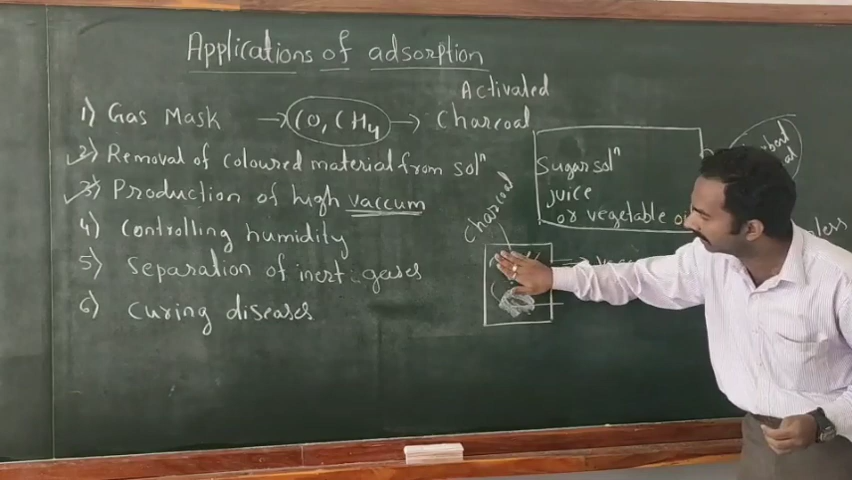 Applications of adsorption
1) Gas Mask → CO, CH4 → Activated Charcoal
2) Removal of coloured material from solⁿ
3) Production of high vaccum
4) Controlling humidity
5) Separation of inert gases
6) Curing diseases
Sugar solⁿ
juice
or vegetable oi
Charcoal